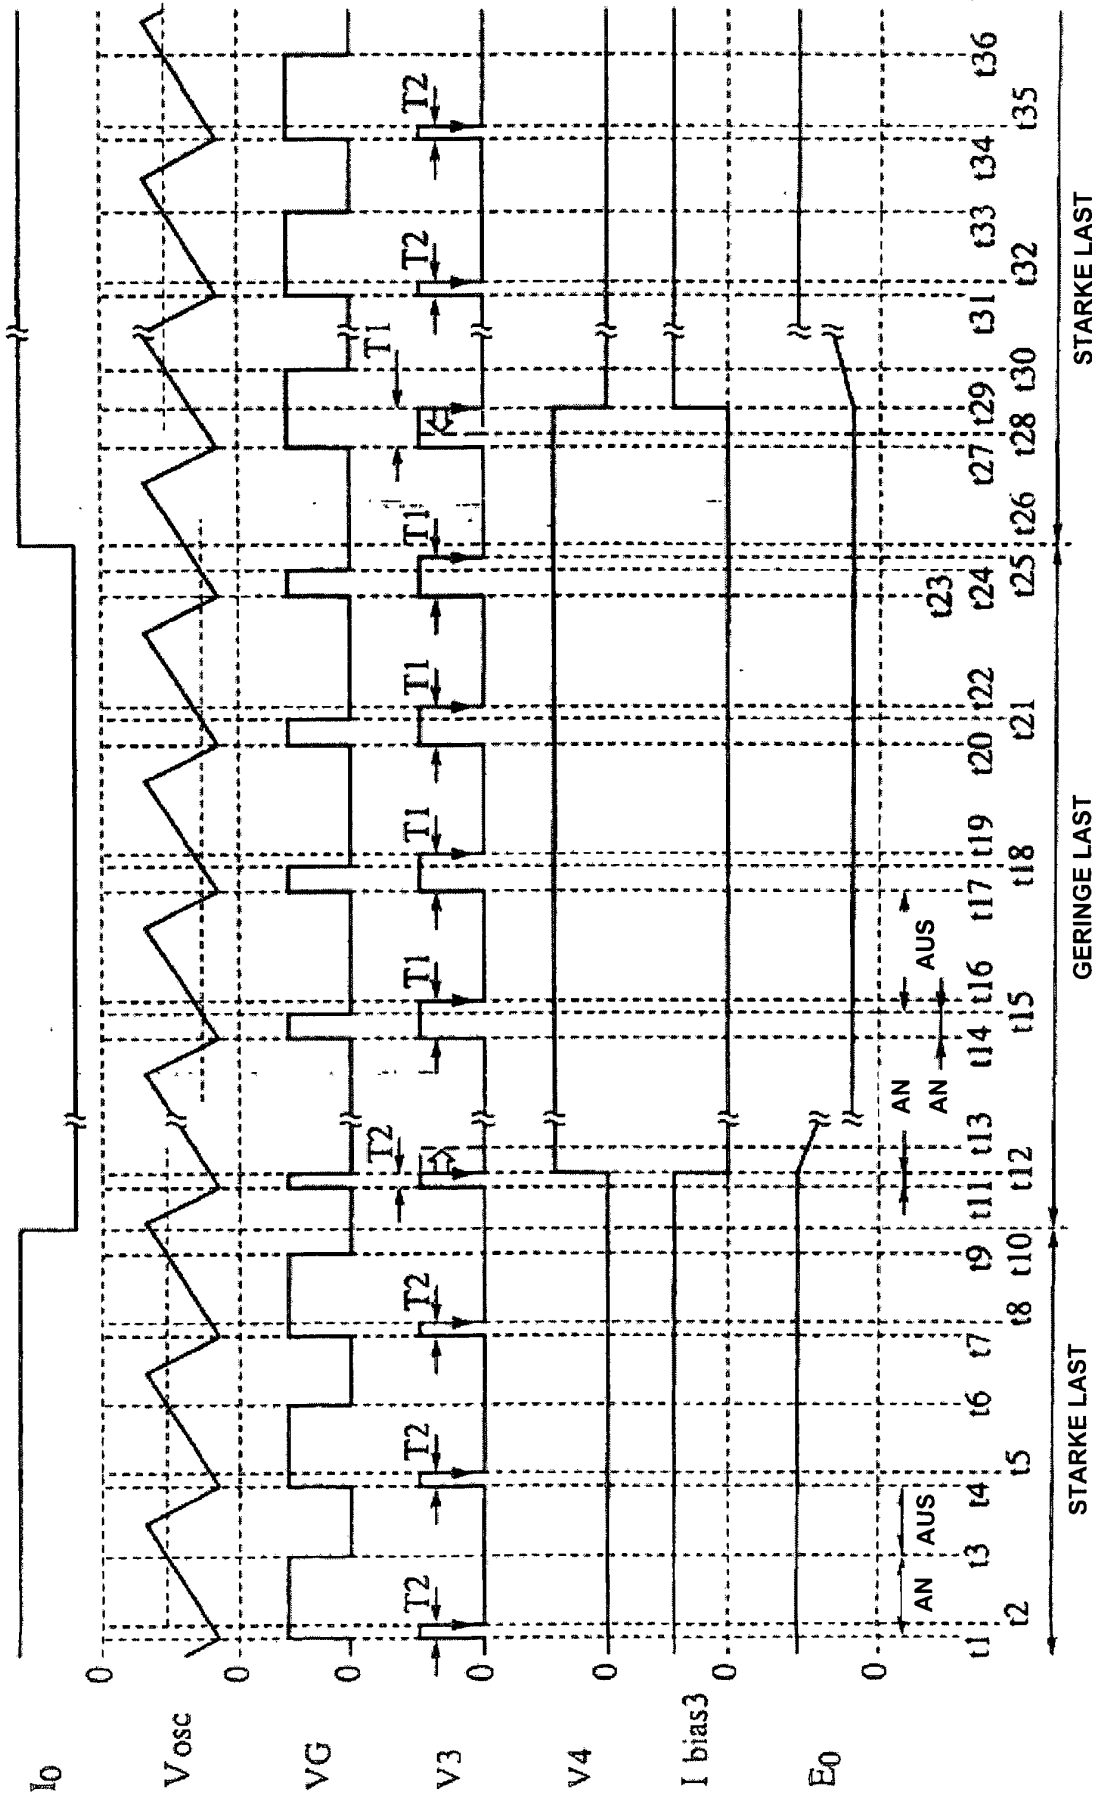 I0
Vosc
VG
V3
V4
I bias3
E0
0
0
0
0
0
0
0
T2
T2
T2
T2
T1
T1
T1
T1
T1
T2
T2
AN
AUS
AN
AN
AUS
t1
t2
t3
t4
t5
t6
t7
t8
t9
t10
t11
t12
t13
t14
t15
t16
t17
t18
t19
t20
t21
t22
t23
t24
t25
t26
t27
t28
t29
t30
t31
t32
t33
t34
t35
t36
STARKE LAST
GERINGE LAST
STARKE LAST